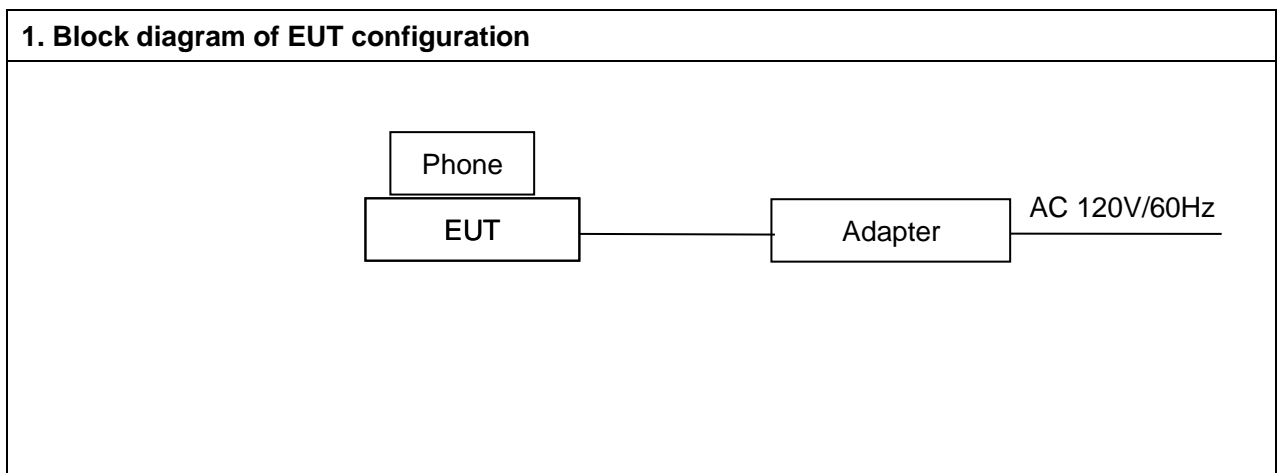 1. Block diagram of EUT configuration
Phone
EUT
Adapter
AC 120V/60Hz